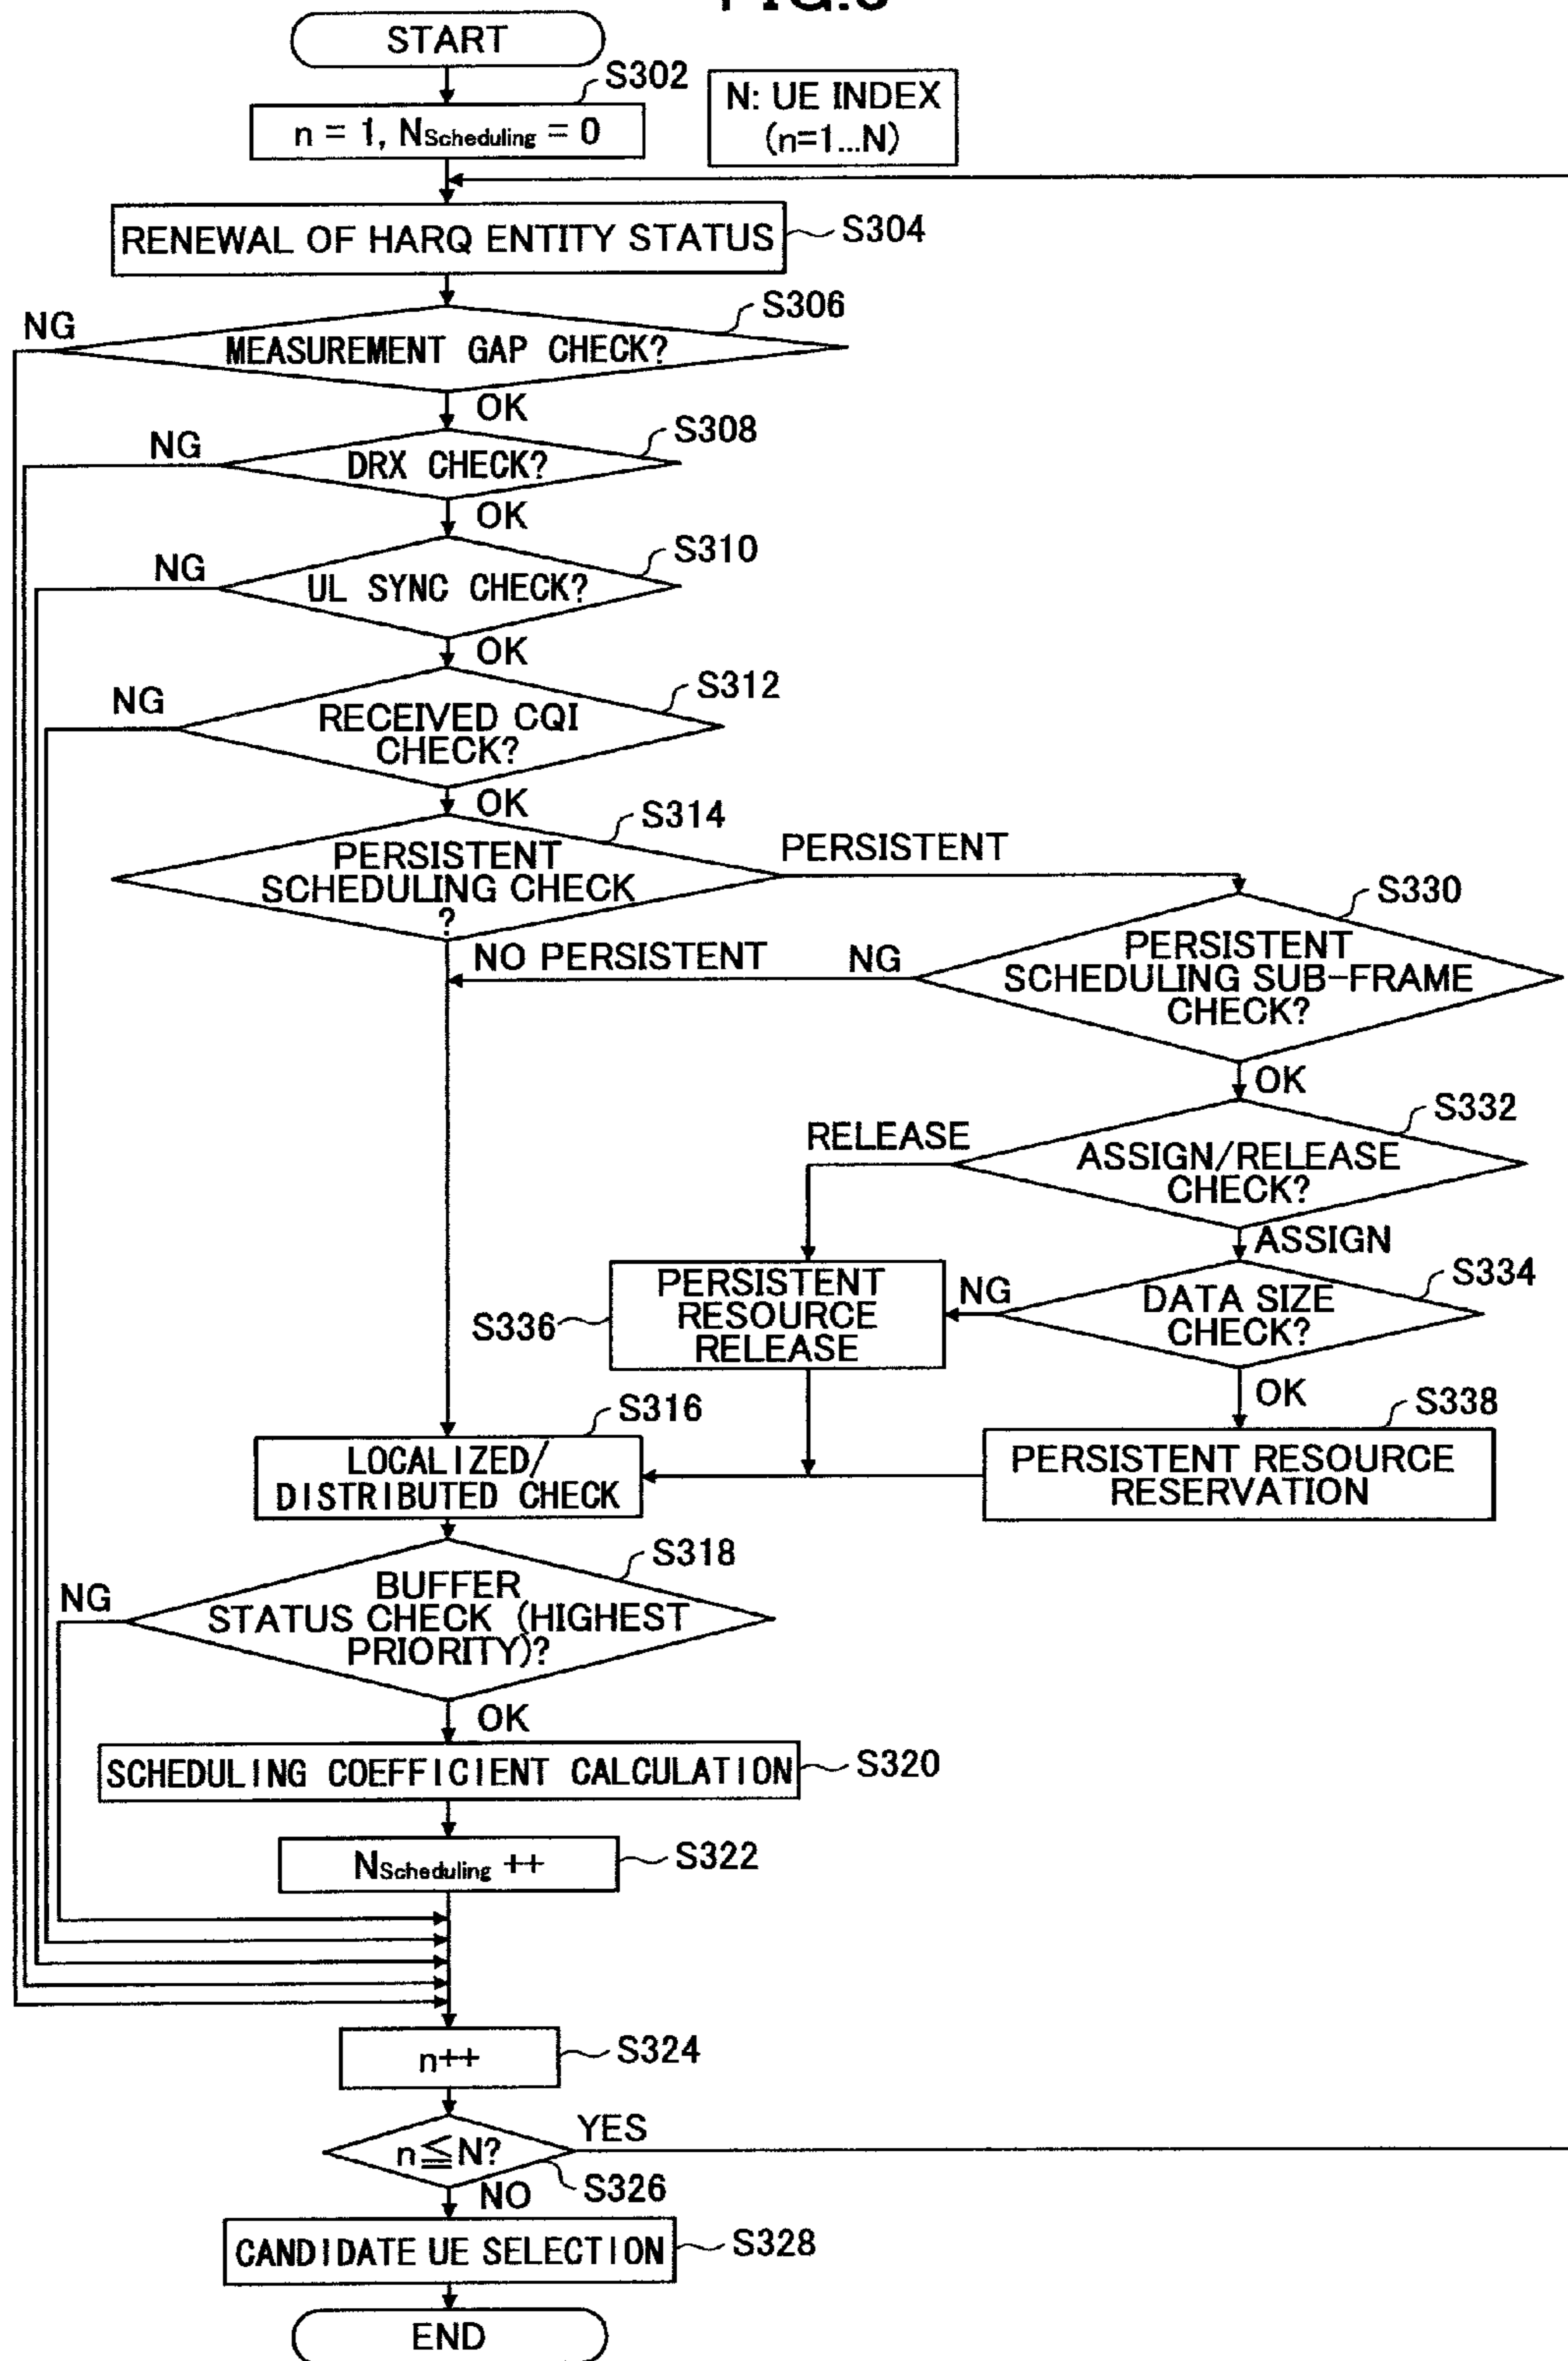 START
S302
n = 1, NScheduling = 0
N: UE INDEX
(n=1...N)
RENEWAL OF HARQ ENTITY STATUS
S304
S306
NG
MEASUREMENT GAP CHECK?
OK
S308
NG
DRX CHECK?
OK
S310
NG
UL SYNC CHECK?
OK
S312
NG
RECEIVED CQI
CHECK?
OK
S314
PERSISTENT
SCHEDULING CHECK
?
PERSISTENT
S330
NO PERSISTENT
NG
PERSISTENT
SCHEDULING SUB-FRAME
CHECK?
OK
S332
RELEASE
ASSIGN/RELEASE
CHECK?
ASSIGN
S334
PERSISTENT
RESOURCE
RELEASE
S336
NG
DATA SIZE
CHECK?
OK
S338
S316
LOCALIZED/
DISTRIBUTED CHECK
PERSISTENT RESOURCE
RESERVATION
S318
NG
BUFFER
STATUS CHECK (HIGHEST
PRIORITY)?
OK
SCHEDULING COEFFICIENT CALCULATION
S320
NScheduling ++
S322
n++
S324
n≦N?
YES
S326
NO
CANDIDATE UE SELECTION
S328
END